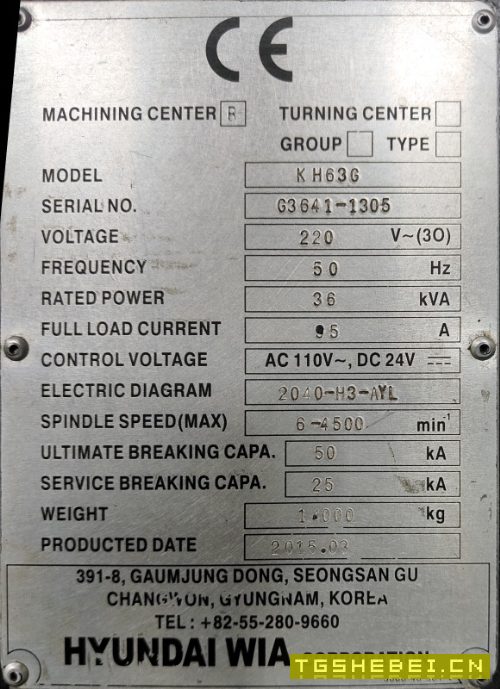 CE
MACHINING CENTER TURNING CENTER
GROUP TYPE
MODEL KH63G
SERIAL NO. G3641-1305
VOLTAGE 220 V~(3O)
FREQUENCY 50 Hz
RATED POWER 36 kVA
FULL LOAD CURRENT A
CONTROL VOLTAGE AC 110V~, DC 24V
ELECTRIC DIAGRAM 2040-H3-AYL
SPINDLE SPEED(MAX) 6-4500 min⁻¹
ULTIMATE BREAKING CAPA. 50 kA
SERVICE BREAKING CAPA. 25 kA
WEIGHT kg
PRODUCTED DATE
391-8, GAUMJUNG DONG, SEONGSAN GU
CHANGWON, GYUNGNAM, KOREA
TEL : +82-55-280-9660
HYUNDAI WIA CORPORATION
TGSHEBEI.CN